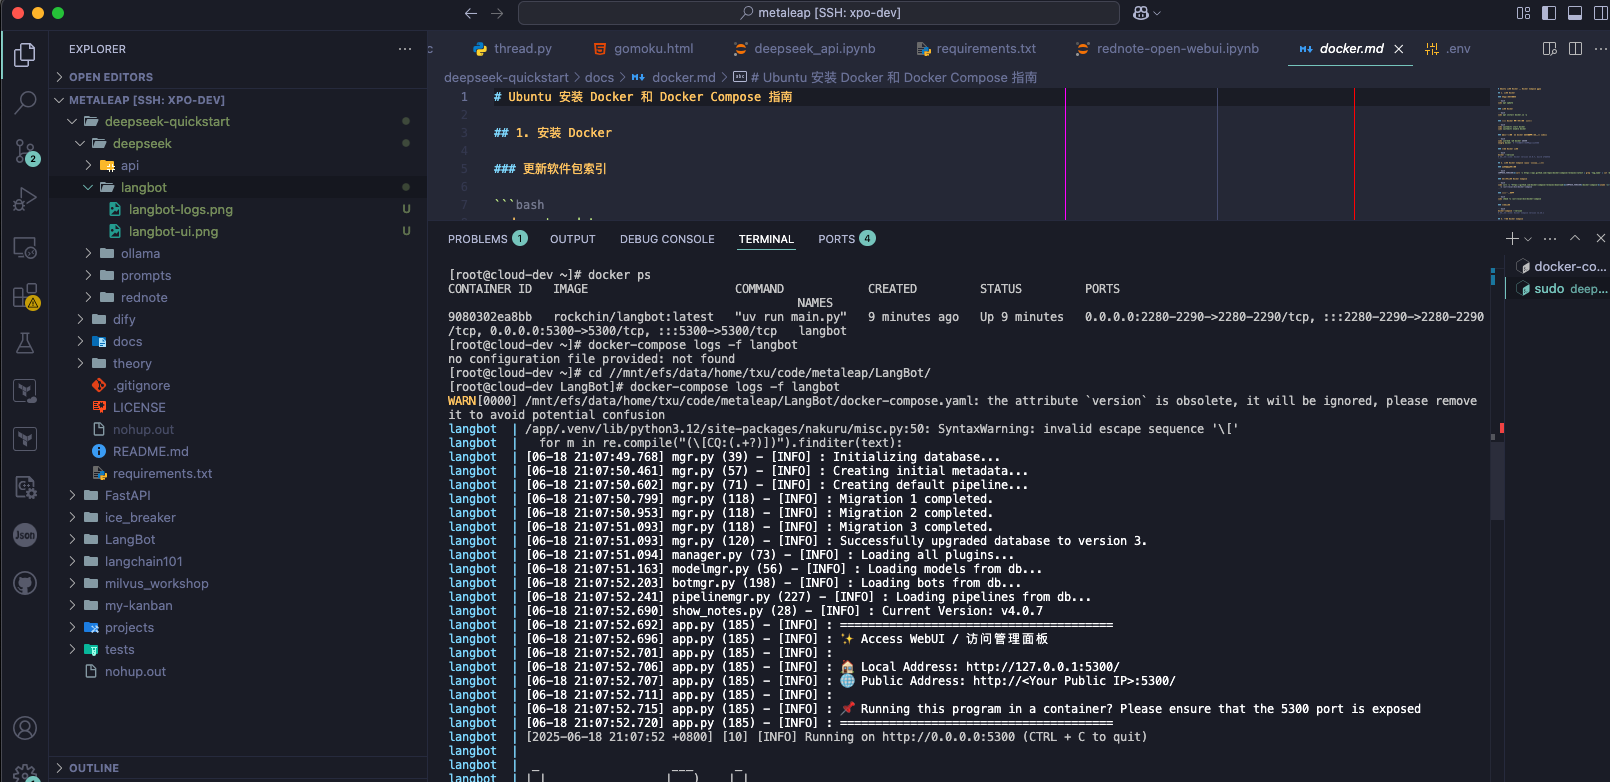 metaleap [SSH: xpo-dev]
EXPLORER
OPEN EDITORS
METALEAP [SSH: XPO-DEV]
deepseek-quickstart
deepseek
api
langbot
langbot-logs.png U
langbot-ui.png U
ollama
prompts
rednote
dify
docs
theory
.gitignore
LICENSE
nohup.out
README.md
requirements.txt
FastAPI
ice_breaker
LangBot
langchain101
milvus_workshop
my-kanban
projects
tests
nohup.out
OUTLINE
2
Json
c thread.py gomoku.html deepseek_api.ipynb requirements.txt rednote-open-webui.ipynb docker.md .env
deepseek-quickstart > docs > docker.md > # Ubuntu 安装 Docker 和 Docker Compose 指南
1 # Ubuntu 安装 Docker 和 Docker Compose 指南
2
3 ## 1. 安装 Docker
4
5 ### 更新软件包索引
6
7 ```bash
PROBLEMS 1 OUTPUT DEBUG CONSOLE TERMINAL PORTS 4
docker-co...
sudo deep...
[root@cloud-dev ~]# docker ps
CONTAINER ID IMAGE COMMAND CREATED STATUS PORTS
NAMES
9080302ea8bb rockchin/langbot:latest "uv run main.py" 9 minutes ago Up 9 minutes 0.0.0.0:2280-2290->2280-2290/tcp, :::2280-2290->2280-2290
/tcp, 0.0.0.0:5300->5300/tcp, :::5300->5300/tcp langbot
[root@cloud-dev ~]# docker-compose logs -f langbot
no configuration file provided: not found
[root@cloud-dev ~]# cd //mnt/efs/data/home/txu/code/metaleap/LangBot/
[root@cloud-dev LangBot]# docker-compose logs -f langbot
WARN[0000] /mnt/efs/data/home/txu/code/metaleap/LangBot/docker-compose.yaml: the attribute `version` is obsolete, it will be ignored, please remove
it to avoid potential confusion
langbot | /app/.venv/lib/python3.12/site-packages/nakuru/misc.py:50: SyntaxWarning: invalid escape sequence '\['
langbot | for m in re.compile("(\[CQ:(.+?)])").finditer(text):
langbot | [06-18 21:07:49.768] mgr.py (39) - [INFO] : Initializing database...
langbot | [06-18 21:07:50.461] mgr.py (57) - [INFO] : Creating initial metadata...
langbot | [06-18 21:07:50.602] mgr.py (71) - [INFO] : Creating default pipeline...
langbot | [06-18 21:07:50.799] mgr.py (118) - [INFO] : Migration 1 completed.
langbot | [06-18 21:07:50.953] mgr.py (118) - [INFO] : Migration 2 completed.
langbot | [06-18 21:07:51.093] mgr.py (118) - [INFO] : Migration 3 completed.
langbot | [06-18 21:07:51.093] mgr.py (120) - [INFO] : Successfully upgraded database to version 3.
langbot | [06-18 21:07:51.094] manager.py (73) - [INFO] : Loading all plugins...
langbot | [06-18 21:07:51.163] modelmgr.py (56) - [INFO] : Loading models from db...
langbot | [06-18 21:07:52.203] botmgr.py (198) - [INFO] : Loading bots from db...
langbot | [06-18 21:07:52.241] pipelinemgr.py (227) - [INFO] : Loading pipelines from db...
langbot | [06-18 21:07:52.690] show_notes.py (28) - [INFO] : Current Version: v4.0.7
langbot | [06-18 21:07:52.692] app.py (185) - [INFO] : =======================================
langbot | [06-18 21:07:52.696] app.py (185) - [INFO] : ✨ Access WebUI / 访问管理面板
langbot | [06-18 21:07:52.701] app.py (185) - [INFO] :
langbot | [06-18 21:07:52.706] app.py (185) - [INFO] : 🏠 Local Address: http://127.0.0.1:5300/
langbot | [06-18 21:07:52.707] app.py (185) - [INFO] : 🌐 Public Address: http://<Your Public IP>:5300/
langbot | [06-18 21:07:52.711] app.py (185) - [INFO] :
langbot | [06-18 21:07:52.715] app.py (185) - [INFO] : 📌 Running this program in a container? Please ensure that the 5300 port is exposed
langbot | [06-18 21:07:52.720] app.py (185) - [INFO] : =======================================
langbot | [2025-06-18 21:07:52 +0800] [10] [INFO] Running on http://0.0.0.0:5300 (CTRL + C to quit)
langbot |
langbot |
langbot |